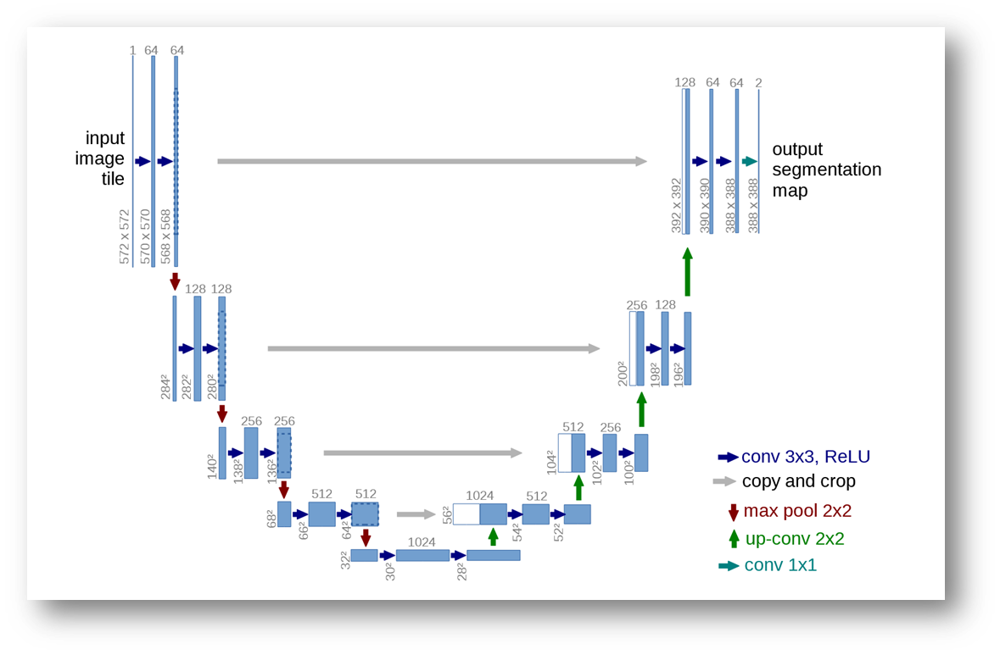 1 64 64
128 64 64 2
input
image
tile
output
segmentation
map
572 x 572
570 x 570
568 x 568
392 x 392
390 x 390
388 x 388
388 x 388
128 128
256 128
284²
282²
280²
200²
198²
196²
256 256
512 256
140²
138²
136²
104²
102²
100²
512 512
1024 512
68²
66²
64²
56²
54²
52²
1024
32²
30²
28²
conv 3x3, ReLU
copy and crop
max pool 2x2
up-conv 2x2
conv 1x1